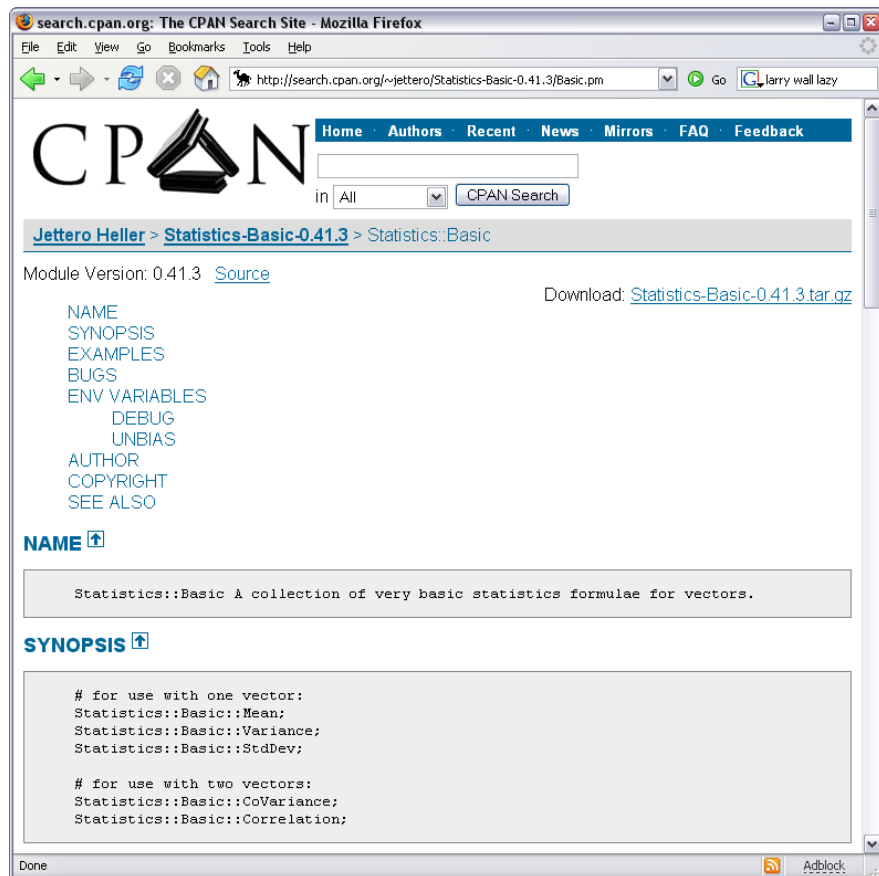 search.cpan.org: The CPAN Search Site - Mozilla Firefox
File Edit View Go Bookmarks Tools Help
http://search.cpan.org/~jettero/Statistics-Basic-0.41.3/Basic.pm Go G larry wall lazy
CPAN
Home · Authors · Recent · News · Mirrors · FAQ · Feedback
in All CPAN Search
Jettero Heller > Statistics-Basic-0.41.3 > Statistics::Basic
Module Version: 0.41.3 Source
Download: Statistics-Basic-0.41.3.tar.gz
NAME
SYNOPSIS
EXAMPLES
BUGS
ENV VARIABLES
DEBUG
UNBIAS
AUTHOR
COPYRIGHT
SEE ALSO
NAME
Statistics::Basic A collection of very basic statistics formulae for vectors.
SYNOPSIS
# for use with one vector:
Statistics::Basic::Mean;
Statistics::Basic::Variance;
Statistics::Basic::StdDev;
# for use with two vectors:
Statistics::Basic::CoVariance;
Statistics::Basic::Correlation;
Done Adblock